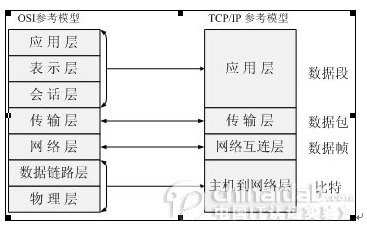 OSI参考模型
TCP/IP 参考模型
应用层
表示层
会话层
传输层
网络层
数据链路层
物理层
应用层
传输层
网络互连层
主机到网络层
数据段
数据包
数据帧
比特